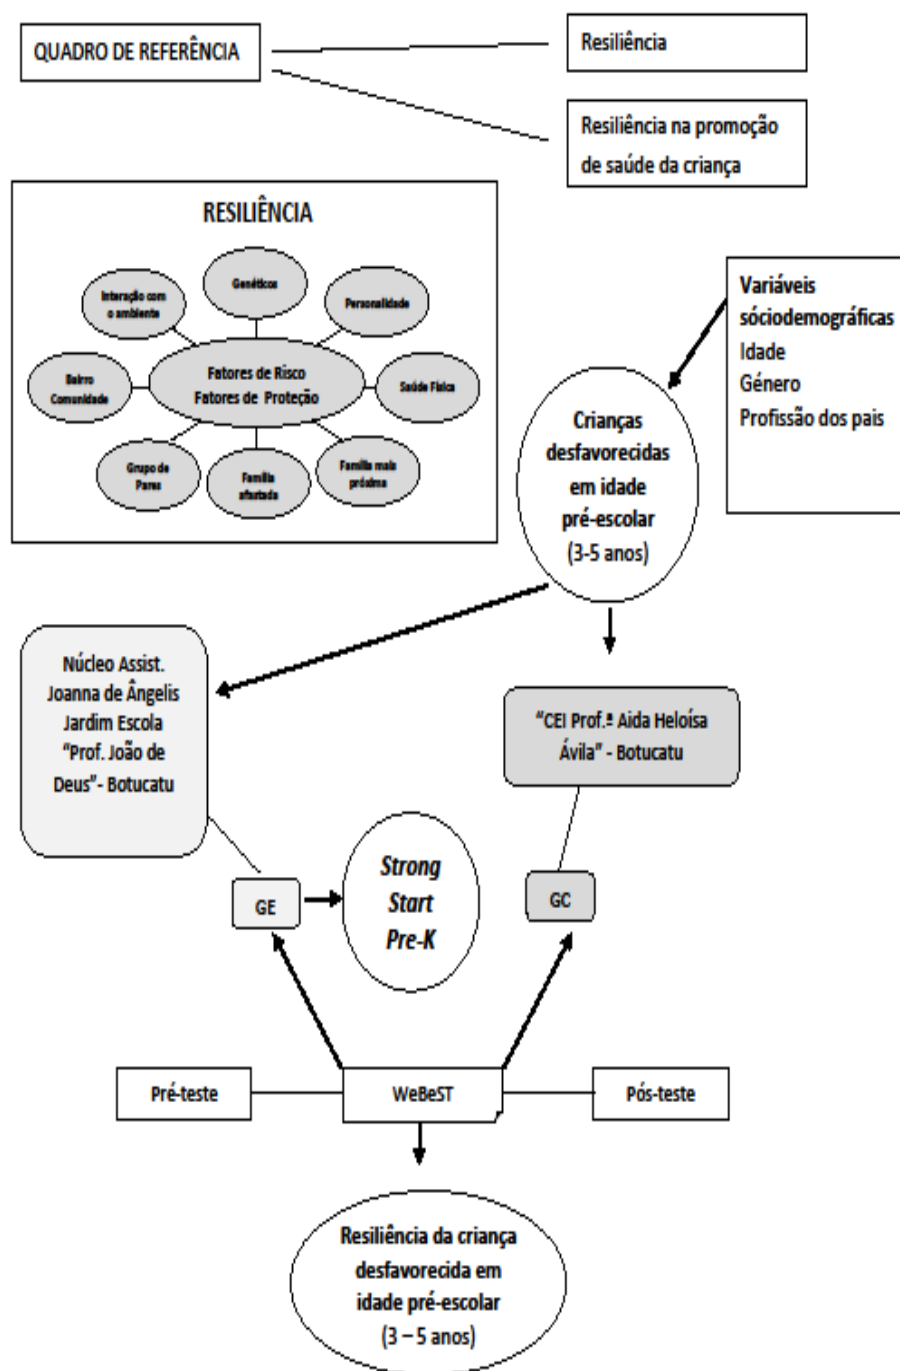 QUADRO DE REFERÊNCIA
Resiliência
Resiliência na promoção
de saúde da criança
RESILIÊNCIA
Genéticos
Interação com
o ambiente
Personalidade
Fatores de Risco
Fatores de Proteção
Bairro
Comunidade
Saúde Física
Grupo de
Pares
Família
afastada
Família mais
próxima
Variáveis
sóciodemográficas
Idade
Género
Profissão dos pais
Crianças
desfavorecidas
em idade
pré-escolar
(3-5 anos)
Núcleo Assist.
Joanna de Ângelis
Jardim Escola
“Prof. João de
Deus”- Botucatu
“CEI Prof.ª Aida Heloísa
Ávila” - Botucatu
GE
Strong
Start
Pre-K
GC
Pré-teste
WeBeST
Pós-teste
Resiliência da criança
desfavorecida em
idade pré-escolar
(3 – 5 anos)